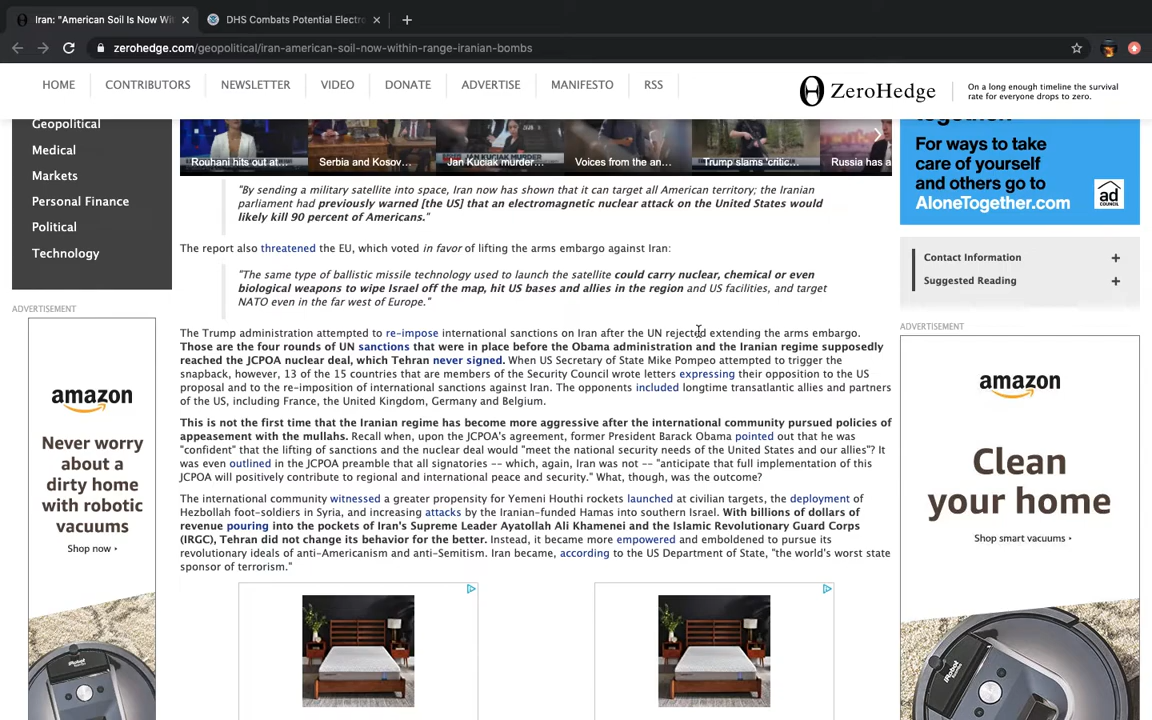 Iran: "American Soil Is Now Wit
DHS Combats Potential Electro
zerohedge.com/geopolitical/iran-american-soil-now-within-range-iranian-bombs
HOME
CONTRIBUTORS
NEWSLETTER
VIDEO
DONATE
ADVERTISE
MANIFESTO
RSS
ZeroHedge
On a long enough timeline the survival
rate for everyone drops to zero.
Geopolitical
Medical
Markets
Personal Finance
Political
Technology
ADVERTISEMENT
amazon
Never worry
about a
dirty home
with robotic
vacuums
Shop now
Rouhani hits out at...
Serbia and Kosov...
Jan Kuciak murder...
Voices from the an...
Trump slams 'critic...
Russia has a
"By sending a military satellite into space, Iran now has shown that it can target all American territory; the Iranian
parliament had previously warned [the US] that an electromagnetic nuclear attack on the United States would
likely kill 90 percent of Americans."
The report also threatened the EU, which voted in favor of lifting the arms embargo against Iran:
"The same type of ballistic missile technology used to launch the satellite could carry nuclear, chemical or even
biological weapons to wipe Israel off the map, hit US bases and allies in the region and US facilities, and target
NATO even in the far west of Europe."
The Trump administration attempted to re-impose international sanctions on Iran after the UN rejected extending the arms embargo.
Those are the four rounds of UN sanctions that were in place before the Obama administration and the Iranian regime supposedly
reached the JCPOA nuclear deal, which Tehran never signed. When US Secretary of State Mike Pompeo attempted to trigger the
snapback, however, 13 of the 15 countries that are members of the Security Council wrote letters expressing their opposition to the US
proposal and to the re-imposition of international sanctions against Iran. The opponents included longtime transatlantic allies and partners
of the US, including France, the United Kingdom, Germany and Belgium.
This is not the first time that the Iranian regime has become more aggressive after the international community pursued policies of
appeasement with the mullahs. Recall when, upon the JCPOA's agreement, former President Barack Obama pointed out that he was
"confident" that the lifting of sanctions and the nuclear deal would "meet the national security needs of the United States and our allies"? It
was even outlined in the JCPOA preamble that all signatories -- which, again, Iran was not -- "anticipate that full implementation of this
JCPOA will positively contribute to regional and international peace and security." What, though, was the outcome?
The international community witnessed a greater propensity for Yemeni Houthi rockets launched at civilian targets, the deployment of
Hezbollah foot-soldiers in Syria, and increasing attacks by the Iranian-funded Hamas into southern Israel. With billions of dollars of
revenue pouring into the pockets of Iran's Supreme Leader Ayatollah Ali Khamenei and the Islamic Revolutionary Guard Corps
(IRGC), Tehran did not change its behavior for the better. Instead, it became more empowered and emboldened to pursue its
revolutionary ideals of anti-Americanism and anti-Semitism. Iran became, according to the US Department of State, "the world's worst state
sponsor of terrorism."
For ways to take
care of yourself
and others go to
AloneTogether.com
ad
COUNCIL
Contact Information
Suggested Reading
ADVERTISEMENT
amazon
Clean
your home
Shop smart vacuums